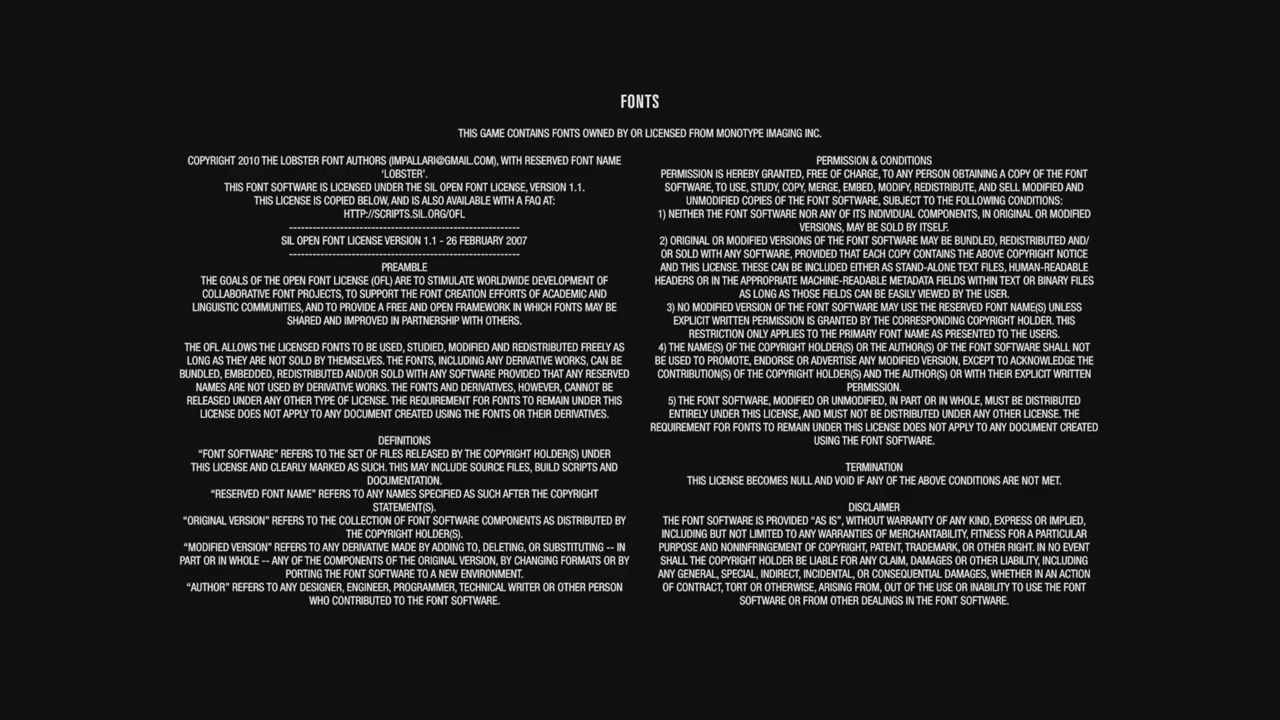 FONTS
THIS GAME CONTAINS FONTS OWNED BY OR LICENSED FROM MONOTYPE IMAGING INC.
COPYRIGHT 2010 THE LOBSTER FONT AUTHORS (IMPALLARI@GMAIL.COM), WITH RESERVED FONT NAME
‘LOBSTER’.
THIS FONT SOFTWARE IS LICENSED UNDER THE SIL OPEN FONT LICENSE, VERSION 1.1.
THIS LICENSE IS COPIED BELOW, AND IS ALSO AVAILABLE WITH A FAQ AT:
HTTP://SCRIPTS.SIL.ORG/OFL
-----------------------------------------------------------
SIL OPEN FONT LICENSE VERSION 1.1 - 26 FEBRUARY 2007
-----------------------------------------------------------
PREAMBLE
THE GOALS OF THE OPEN FONT LICENSE (OFL) ARE TO STIMULATE WORLDWIDE DEVELOPMENT OF
COLLABORATIVE FONT PROJECTS, TO SUPPORT THE FONT CREATION EFFORTS OF ACADEMIC AND
LINGUISTIC COMMUNITIES, AND TO PROVIDE A FREE AND OPEN FRAMEWORK IN WHICH FONTS MAY BE
SHARED AND IMPROVED IN PARTNERSHIP WITH OTHERS.
THE OFL ALLOWS THE LICENSED FONTS TO BE USED, STUDIED, MODIFIED AND REDISTRIBUTED FREELY AS
LONG AS THEY ARE NOT SOLD BY THEMSELVES. THE FONTS, INCLUDING ANY DERIVATIVE WORKS, CAN BE
BUNDLED, EMBEDDED, REDISTRIBUTED AND/OR SOLD WITH ANY SOFTWARE PROVIDED THAT ANY RESERVED
NAMES ARE NOT USED BY DERIVATIVE WORKS. THE FONTS AND DERIVATIVES, HOWEVER, CANNOT BE
RELEASED UNDER ANY OTHER TYPE OF LICENSE. THE REQUIREMENT FOR FONTS TO REMAIN UNDER THIS
LICENSE DOES NOT APPLY TO ANY DOCUMENT CREATED USING THE FONTS OR THEIR DERIVATIVES.
DEFINITIONS
“FONT SOFTWARE” REFERS TO THE SET OF FILES RELEASED BY THE COPYRIGHT HOLDER(S) UNDER
THIS LICENSE AND CLEARLY MARKED AS SUCH. THIS MAY INCLUDE SOURCE FILES, BUILD SCRIPTS AND
DOCUMENTATION.
“RESERVED FONT NAME” REFERS TO ANY NAMES SPECIFIED AS SUCH AFTER THE COPYRIGHT
STATEMENT(S).
“ORIGINAL VERSION” REFERS TO THE COLLECTION OF FONT SOFTWARE COMPONENTS AS DISTRIBUTED BY
THE COPYRIGHT HOLDER(S).
“MODIFIED VERSION” REFERS TO ANY DERIVATIVE MADE BY ADDING TO, DELETING, OR SUBSTITUTING -- IN
PART OR IN WHOLE -- ANY OF THE COMPONENTS OF THE ORIGINAL VERSION, BY CHANGING FORMATS OR BY
PORTING THE FONT SOFTWARE TO A NEW ENVIRONMENT.
“AUTHOR” REFERS TO ANY DESIGNER, ENGINEER, PROGRAMMER, TECHNICAL WRITER OR OTHER PERSON
WHO CONTRIBUTED TO THE FONT SOFTWARE.
PERMISSION & CONDITIONS
PERMISSION IS HEREBY GRANTED, FREE OF CHARGE, TO ANY PERSON OBTAINING A COPY OF THE FONT
SOFTWARE, TO USE, STUDY, COPY, MERGE, EMBED, MODIFY, REDISTRIBUTE, AND SELL MODIFIED AND
UNMODIFIED COPIES OF THE FONT SOFTWARE, SUBJECT TO THE FOLLOWING CONDITIONS:
1) NEITHER THE FONT SOFTWARE NOR ANY OF ITS INDIVIDUAL COMPONENTS, IN ORIGINAL OR MODIFIED
VERSIONS, MAY BE SOLD BY ITSELF.
2) ORIGINAL OR MODIFIED VERSIONS OF THE FONT SOFTWARE MAY BE BUNDLED, REDISTRIBUTED AND/
OR SOLD WITH ANY SOFTWARE, PROVIDED THAT EACH COPY CONTAINS THE ABOVE COPYRIGHT NOTICE
AND THIS LICENSE. THESE CAN BE INCLUDED EITHER AS STAND-ALONE TEXT FILES, HUMAN-READABLE
HEADERS OR IN THE APPROPRIATE MACHINE-READABLE METADATA FIELDS WITHIN TEXT OR BINARY FILES
AS LONG AS THOSE FIELDS CAN BE EASILY VIEWED BY THE USER.
3) NO MODIFIED VERSION OF THE FONT SOFTWARE MAY USE THE RESERVED FONT NAME(S) UNLESS
EXPLICIT WRITTEN PERMISSION IS GRANTED BY THE CORRESPONDING COPYRIGHT HOLDER. THIS
RESTRICTION ONLY APPLIES TO THE PRIMARY FONT NAME AS PRESENTED TO THE USERS.
4) THE NAME(S) OF THE COPYRIGHT HOLDER(S) OR THE AUTHOR(S) OF THE FONT SOFTWARE SHALL NOT
BE USED TO PROMOTE, ENDORSE OR ADVERTISE ANY MODIFIED VERSION, EXCEPT TO ACKNOWLEDGE THE
CONTRIBUTION(S) OF THE COPYRIGHT HOLDER(S) AND THE AUTHOR(S) OR WITH THEIR EXPLICIT WRITTEN
PERMISSION.
5) THE FONT SOFTWARE, MODIFIED OR UNMODIFIED, IN PART OR IN WHOLE, MUST BE DISTRIBUTED
ENTIRELY UNDER THIS LICENSE, AND MUST NOT BE DISTRIBUTED UNDER ANY OTHER LICENSE. THE
REQUIREMENT FOR FONTS TO REMAIN UNDER THIS LICENSE DOES NOT APPLY TO ANY DOCUMENT CREATED
USING THE FONT SOFTWARE.
TERMINATION
THIS LICENSE BECOMES NULL AND VOID IF ANY OF THE ABOVE CONDITIONS ARE NOT MET.
DISCLAIMER
THE FONT SOFTWARE IS PROVIDED “AS IS”, WITHOUT WARRANTY OF ANY KIND, EXPRESS OR IMPLIED,
INCLUDING BUT NOT LIMITED TO ANY WARRANTIES OF MERCHANTABILITY, FITNESS FOR A PARTICULAR
PURPOSE AND NONINFRINGEMENT OF COPYRIGHT, PATENT, TRADEMARK, OR OTHER RIGHT. IN NO EVENT
SHALL THE COPYRIGHT HOLDER BE LIABLE FOR ANY CLAIM, DAMAGES OR OTHER LIABILITY, INCLUDING
ANY GENERAL, SPECIAL, INDIRECT, INCIDENTAL, OR CONSEQUENTIAL DAMAGES, WHETHER IN AN ACTION
OF CONTRACT, TORT OR OTHERWISE, ARISING FROM, OUT OF THE USE OR INABILITY TO USE THE FONT
SOFTWARE OR FROM OTHER DEALINGS IN THE FONT SOFTWARE.